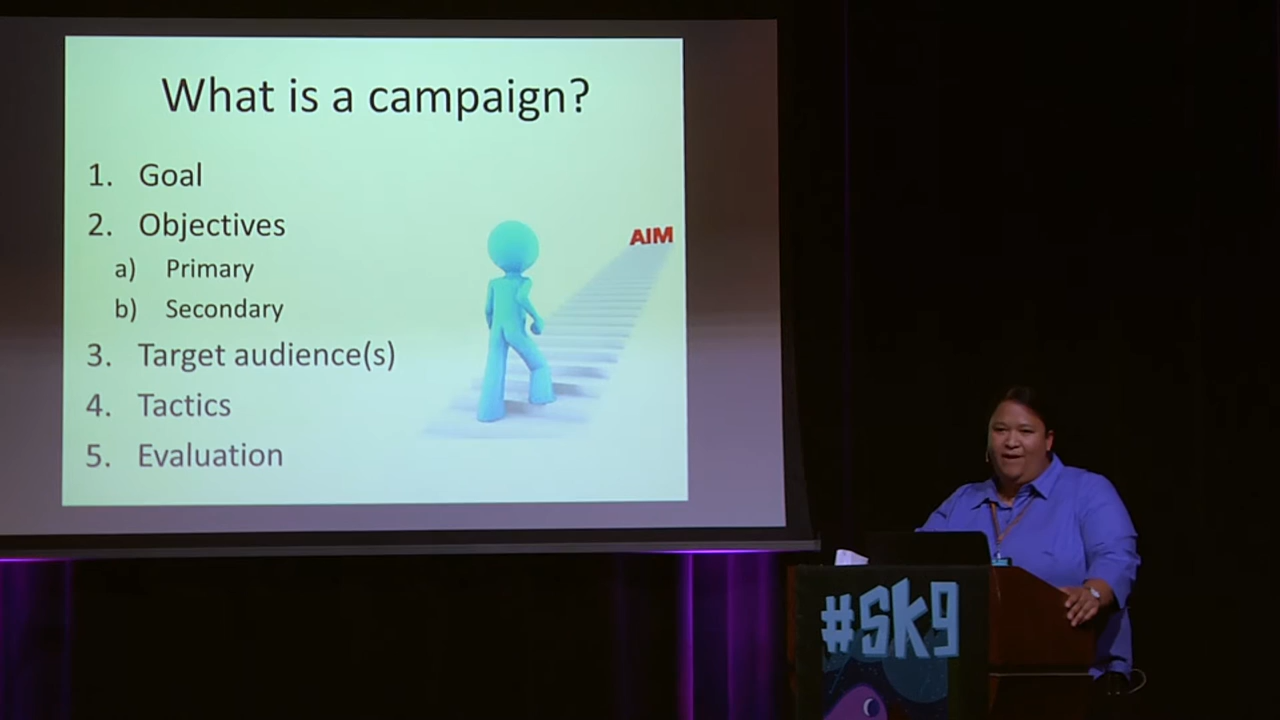 What is a campaign?
1. Goal
2. Objectives
a) Primary
b) Secondary
3. Target audience(s)
4. Tactics
5. Evaluation
AIM
#SK9